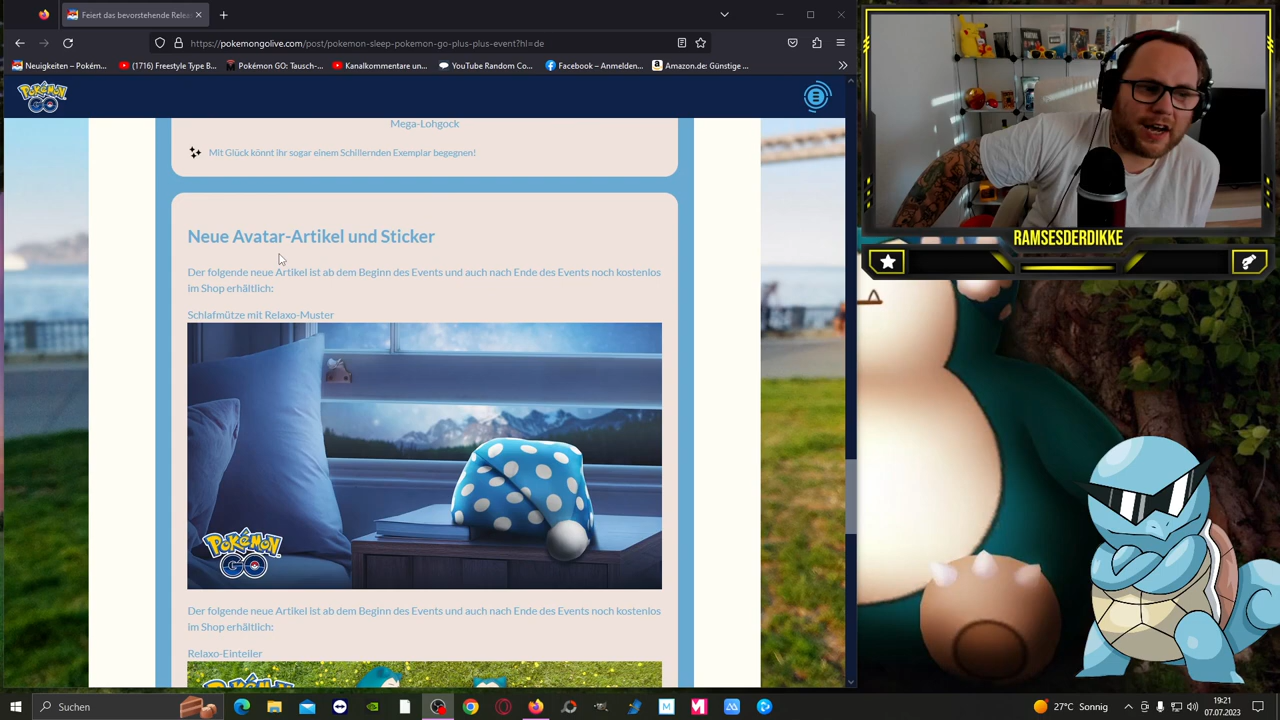 Feiert das bevorstehende Relea
https://pokemongolive.com/post/pokemon-sleep-pokemon-go-plus-plus-event?hl=de
Neuigkeiten – Pokém...
(1716) Freestyle Type B...
Pokémon GO: Tausch-...
Kanalkommentare un...
YouTube Random Co...
Facebook – Anmelden...
Amazon.de: Günstige ...
Pokémon GO
Mega-Lohgock
Mit Glück könnt ihr sogar einem Schillernden Exemplar begegnen!
Neue Avatar-Artikel und Sticker
Der folgende neue Artikel ist ab dem Beginn des Events und auch nach Ende des Events noch kostenlos
im Shop erhältlich:
Schlafmütze mit Relaxo-Muster
POKéMON GO
Der folgende neue Artikel ist ab dem Beginn des Events und auch nach Ende des Events noch kostenlos
im Shop erhältlich:
Relaxo-Einteiler
RAMSESDERDIKKE
Suchen
27°C Sonnig
19:21
07.07.2023